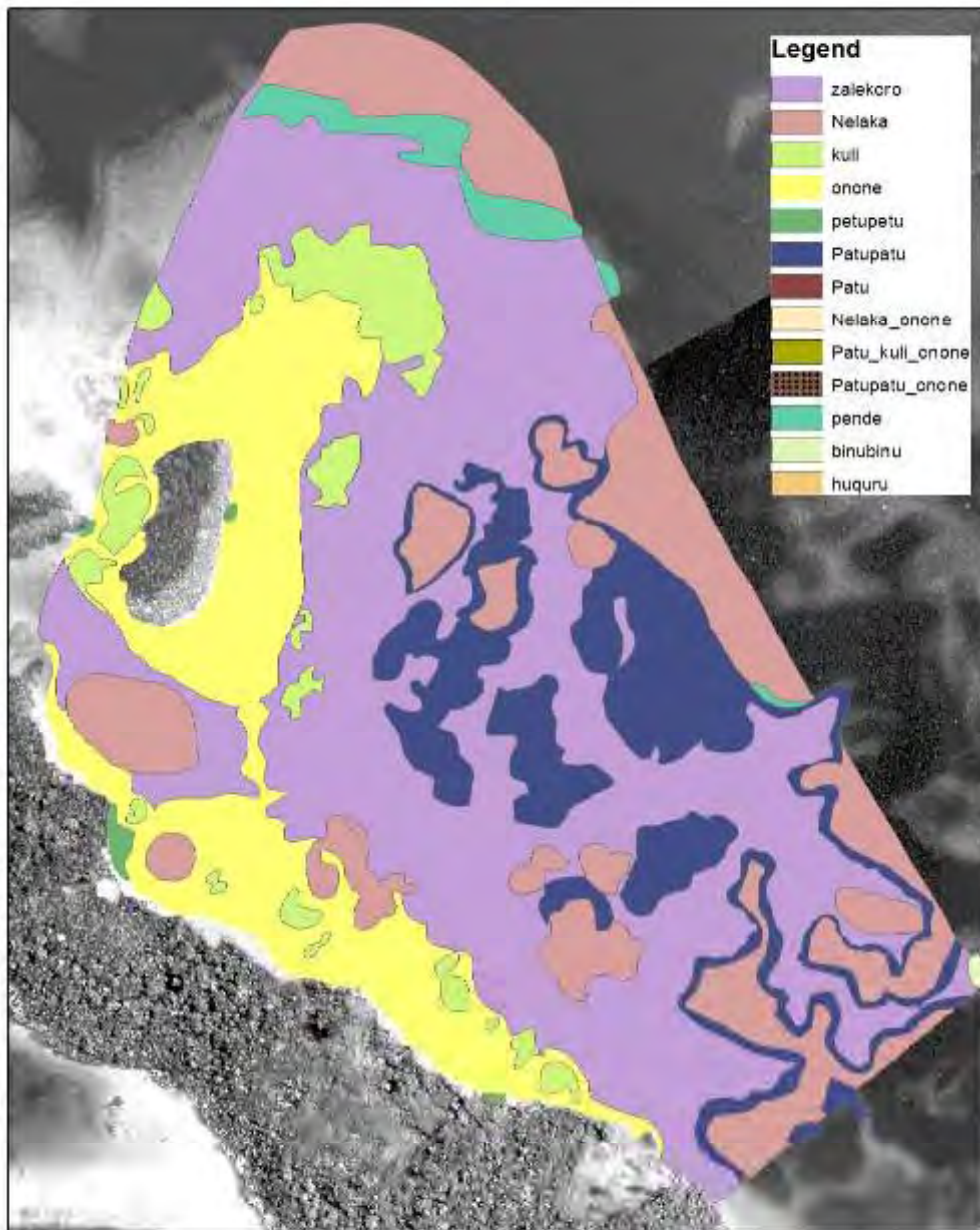 Legend
zalekoro
Nelaka
kuli
onone
petupetu
Patupatu
Patu
Nelaka_onone
Patu_kuli_onone
Patupatu_onone
pende
binubinu
huquru